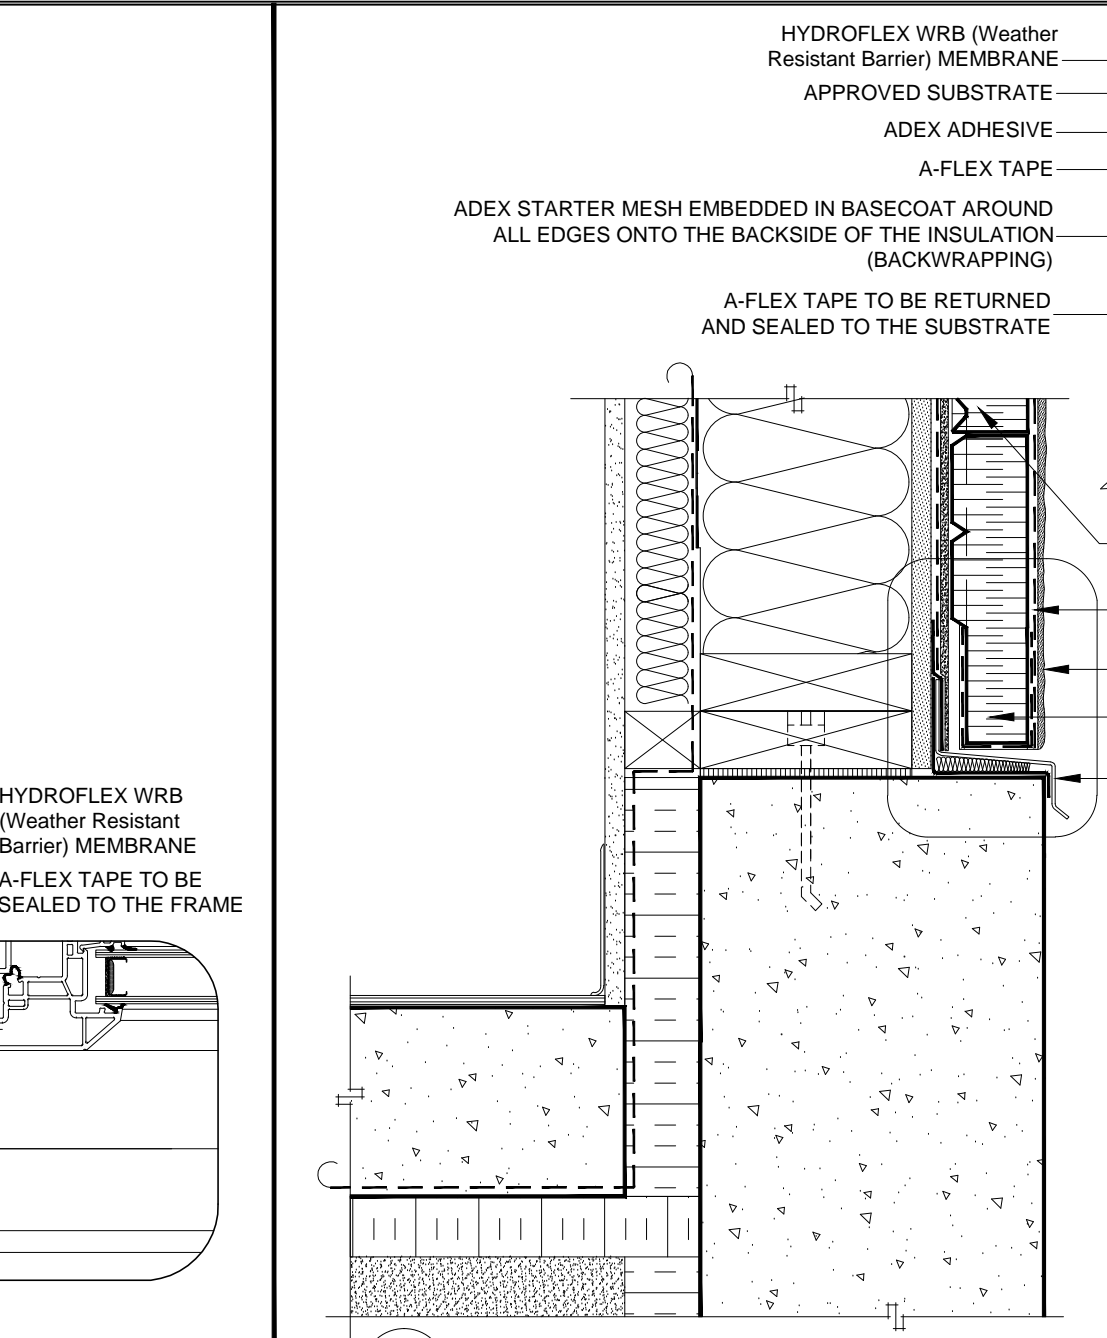 HYDROFLEX WRB (Weather
Resistant Barrier) MEMBRANE
APPROVED SUBSTRATE
ADEX ADHESIVE
A-FLEX TAPE
ADEX STARTER MESH EMBEDDED IN BASECOAT AROUND
ALL EDGES ONTO THE BACKSIDE OF THE INSULATION
(BACKWRAPPING)
A-FLEX TAPE TO BE RETURNED
AND SEALED TO THE SUBSTRATE
HYDROFLEX WRB
(Weather Resistant
Barrier) MEMBRANE
A-FLEX TAPE TO BE
SEALED TO THE FRAME